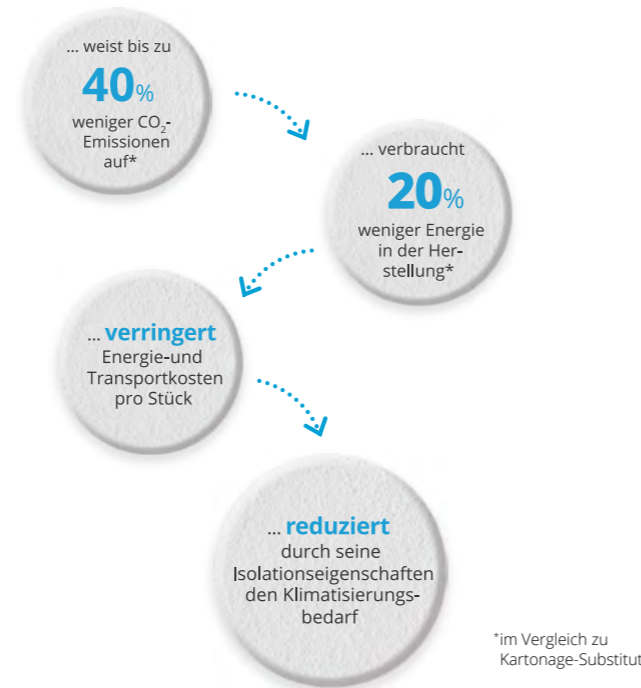 ... weist bis zu
40%
weniger CO₂-
Emissionen
auf*
... verbraucht
20%
weniger Energie
in der Her-
stellung*
... verringert
Energie-und
Transportkosten
pro Stück
... reduziert
durch seine
Isolationseigenschaften
den Klimatisierungs-
bedarf
*im Vergleich zu
Kartonage-Substitut